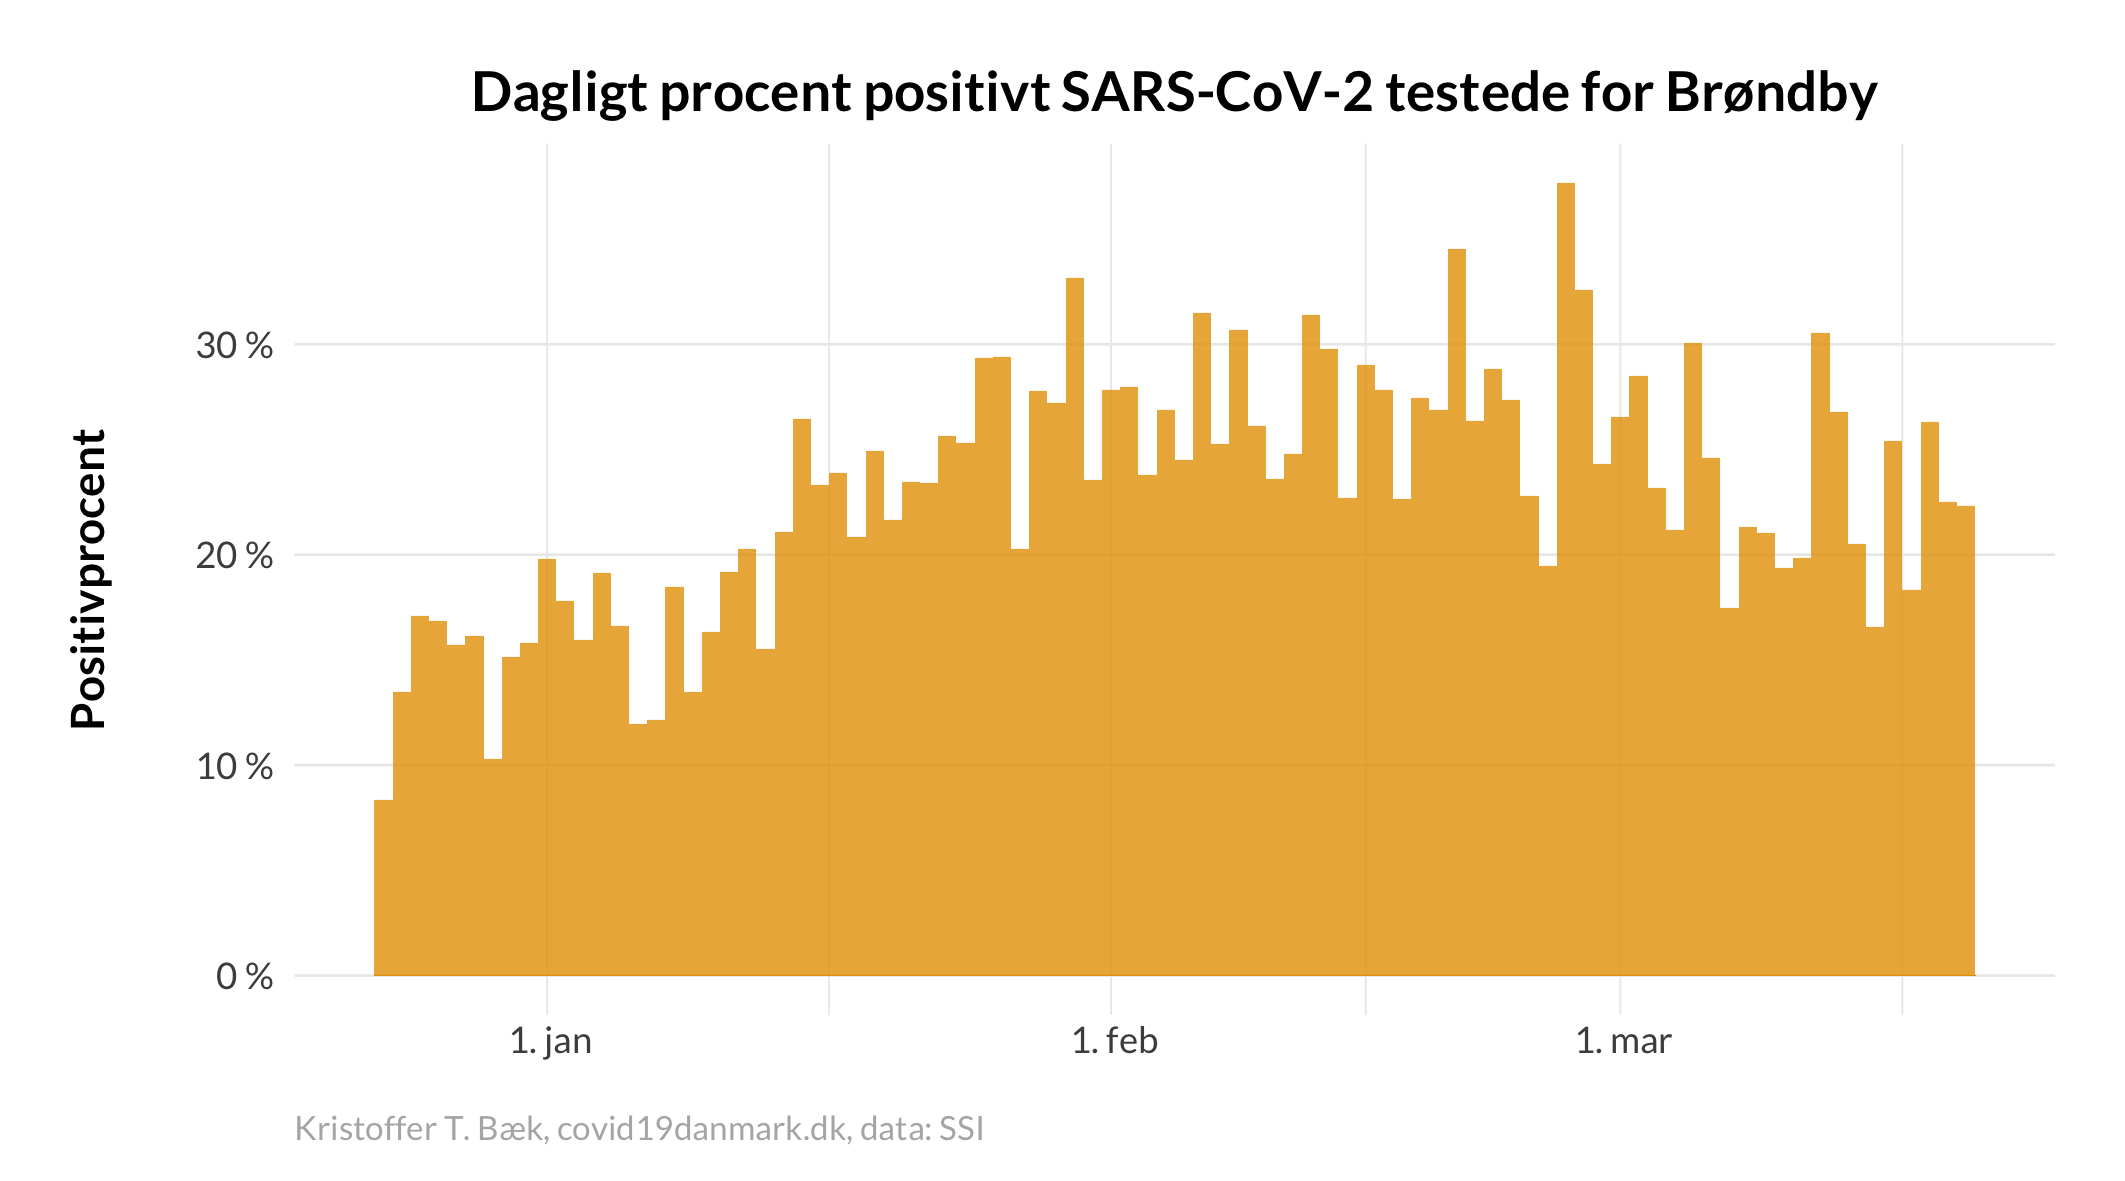 Dagligt procent positivt SARS-CoV-2 testede for Brøndby
Positivprocent
30 %
20 %
10 %
0 %
1. jan
1. feb
1. mar
Kristoffer T. Bæk, covid19danmark.dk, data: SSI